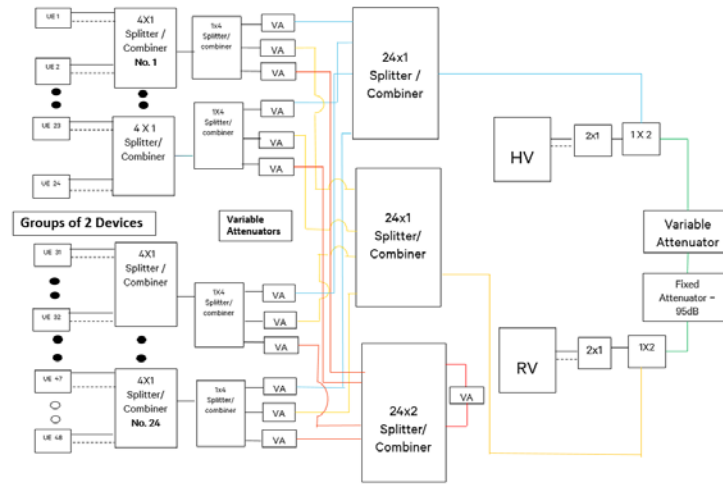 UE 1
UE 2
4X1
Splitter /
Combiner
No. 1
1x4
Splitter/
combiner
VA
VA
VA
UE 23
UE 24
4 X 1
Splitter/
Combiner
1X4
Splitter/
combiner
VA
VA
VA
Groups of 2 Devices
Variable
Attenuators
UE 31
UE 32
4X1
Splitter/
Combiner
1X4
Splitter/
combiner
VA
VA
VA
UE 47
UE 48
4X1
Splitter/
Combiner
No. 24
1x4
Splitter/
combiner
VA
VA
VA
24x1
Splitter /
Combiner
24x1
Splitter/
Combiner
24x2
Splitter/
Combiner
VA
HV
2x1
1 X 2
Variable
Attenuator
Fixed
Attenuator –
95dB
RV
2x1
1X2